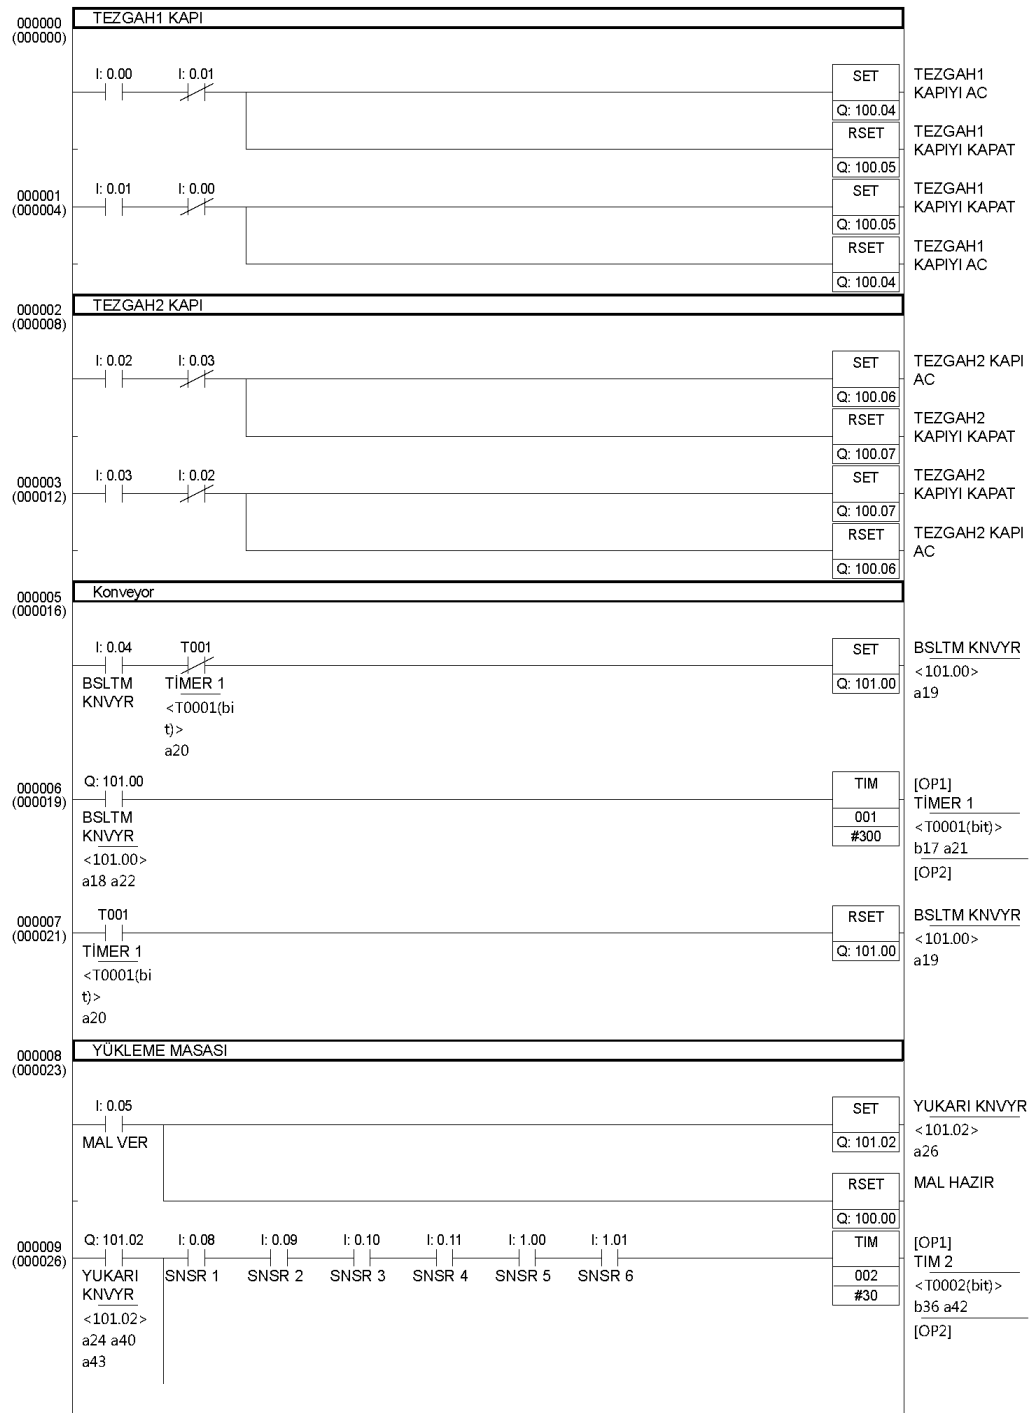 000000
(000000)
TEZGAH1 KAPI
I: 0.00
I: 0.01
SET
Q: 100.04
TEZGAH1
KAPIYI AC
RSET
Q: 100.05
TEZGAH1
KAPIYI KAPAT
000001
(000004)
I: 0.01
I: 0.00
SET
Q: 100.05
TEZGAH1
KAPIYI KAPAT
RSET
Q: 100.04
TEZGAH1
KAPIYI AC
000002
(000008)
TEZGAH2 KAPI
I: 0.02
I: 0.03
SET
Q: 100.06
TEZGAH2 KAPI
AC
RSET
Q: 100.07
TEZGAH2
KAPIYI KAPAT
000003
(000012)
I: 0.03
I: 0.02
SET
Q: 100.07
TEZGAH2
KAPIYI KAPAT
RSET
Q: 100.06
TEZGAH2 KAPI
AC
000005
(000016)
Konveyor
I: 0.04
BSLTM
KNVYR
T001
TİMER 1
<T0001(bi
t)>
a20
SET
Q: 101.00
BSLTM KNVYR
<101.00>
a19
000006
(000019)
Q: 101.00
BSLTM
KNVYR
<101.00>
a18 a22
TIM
001
#300
[OP1]
TİMER 1
<T0001(bit)>
b17 a21
[OP2]
000007
(000021)
T001
TİMER 1
<T0001(bi
t)>
a20
RSET
Q: 101.00
BSLTM KNVYR
<101.00>
a19
000008
(000023)
YÜKLEME MASASI
I: 0.05
MAL VER
SET
Q: 101.02
YUKARI KNVYR
<101.02>
a26
RSET
Q: 100.00
MAL HAZIR
000009
(000026)
Q: 101.02
YUKARI
KNVYR
<101.02>
a24 a40
a43
I: 0.08
SNSR 1
I: 0.09
SNSR 2
I: 0.10
SNSR 3
I: 0.11
SNSR 4
I: 1.00
SNSR 5
I: 1.01
SNSR 6
TIM
002
#30
[OP1]
TIM 2
<T0002(bit)>
b36 a42
[OP2]